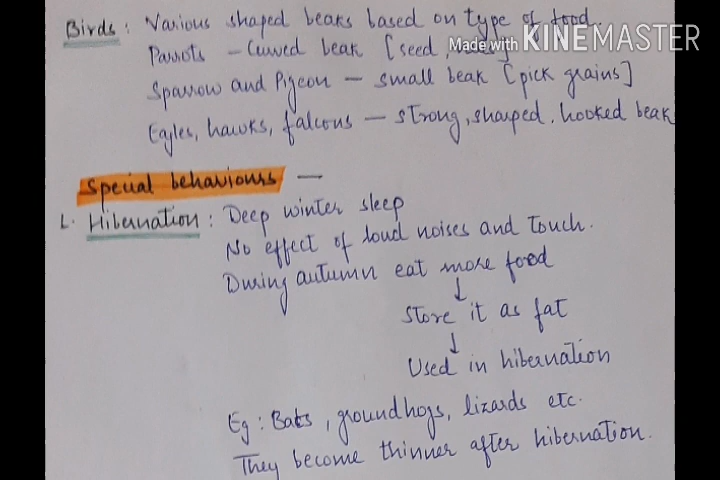 Birds: Various shaped beaks based on type of food.
Made with KINEMASTER
Parrots - Curved beak [seed,
Sparrow and Pigeon - small beak [pick grains]
Eagles, hawks, falcons - strong, sharped, hooked beak
Special behaviours —
1. Hibernation: Deep winter sleep
No effect of loud noises and touch.
During autumn eat more food
↓
Store it as fat
↓
Used in hibernation
Eg: Bats, groundhogs, lizards etc.
They become thinner after hibernation.